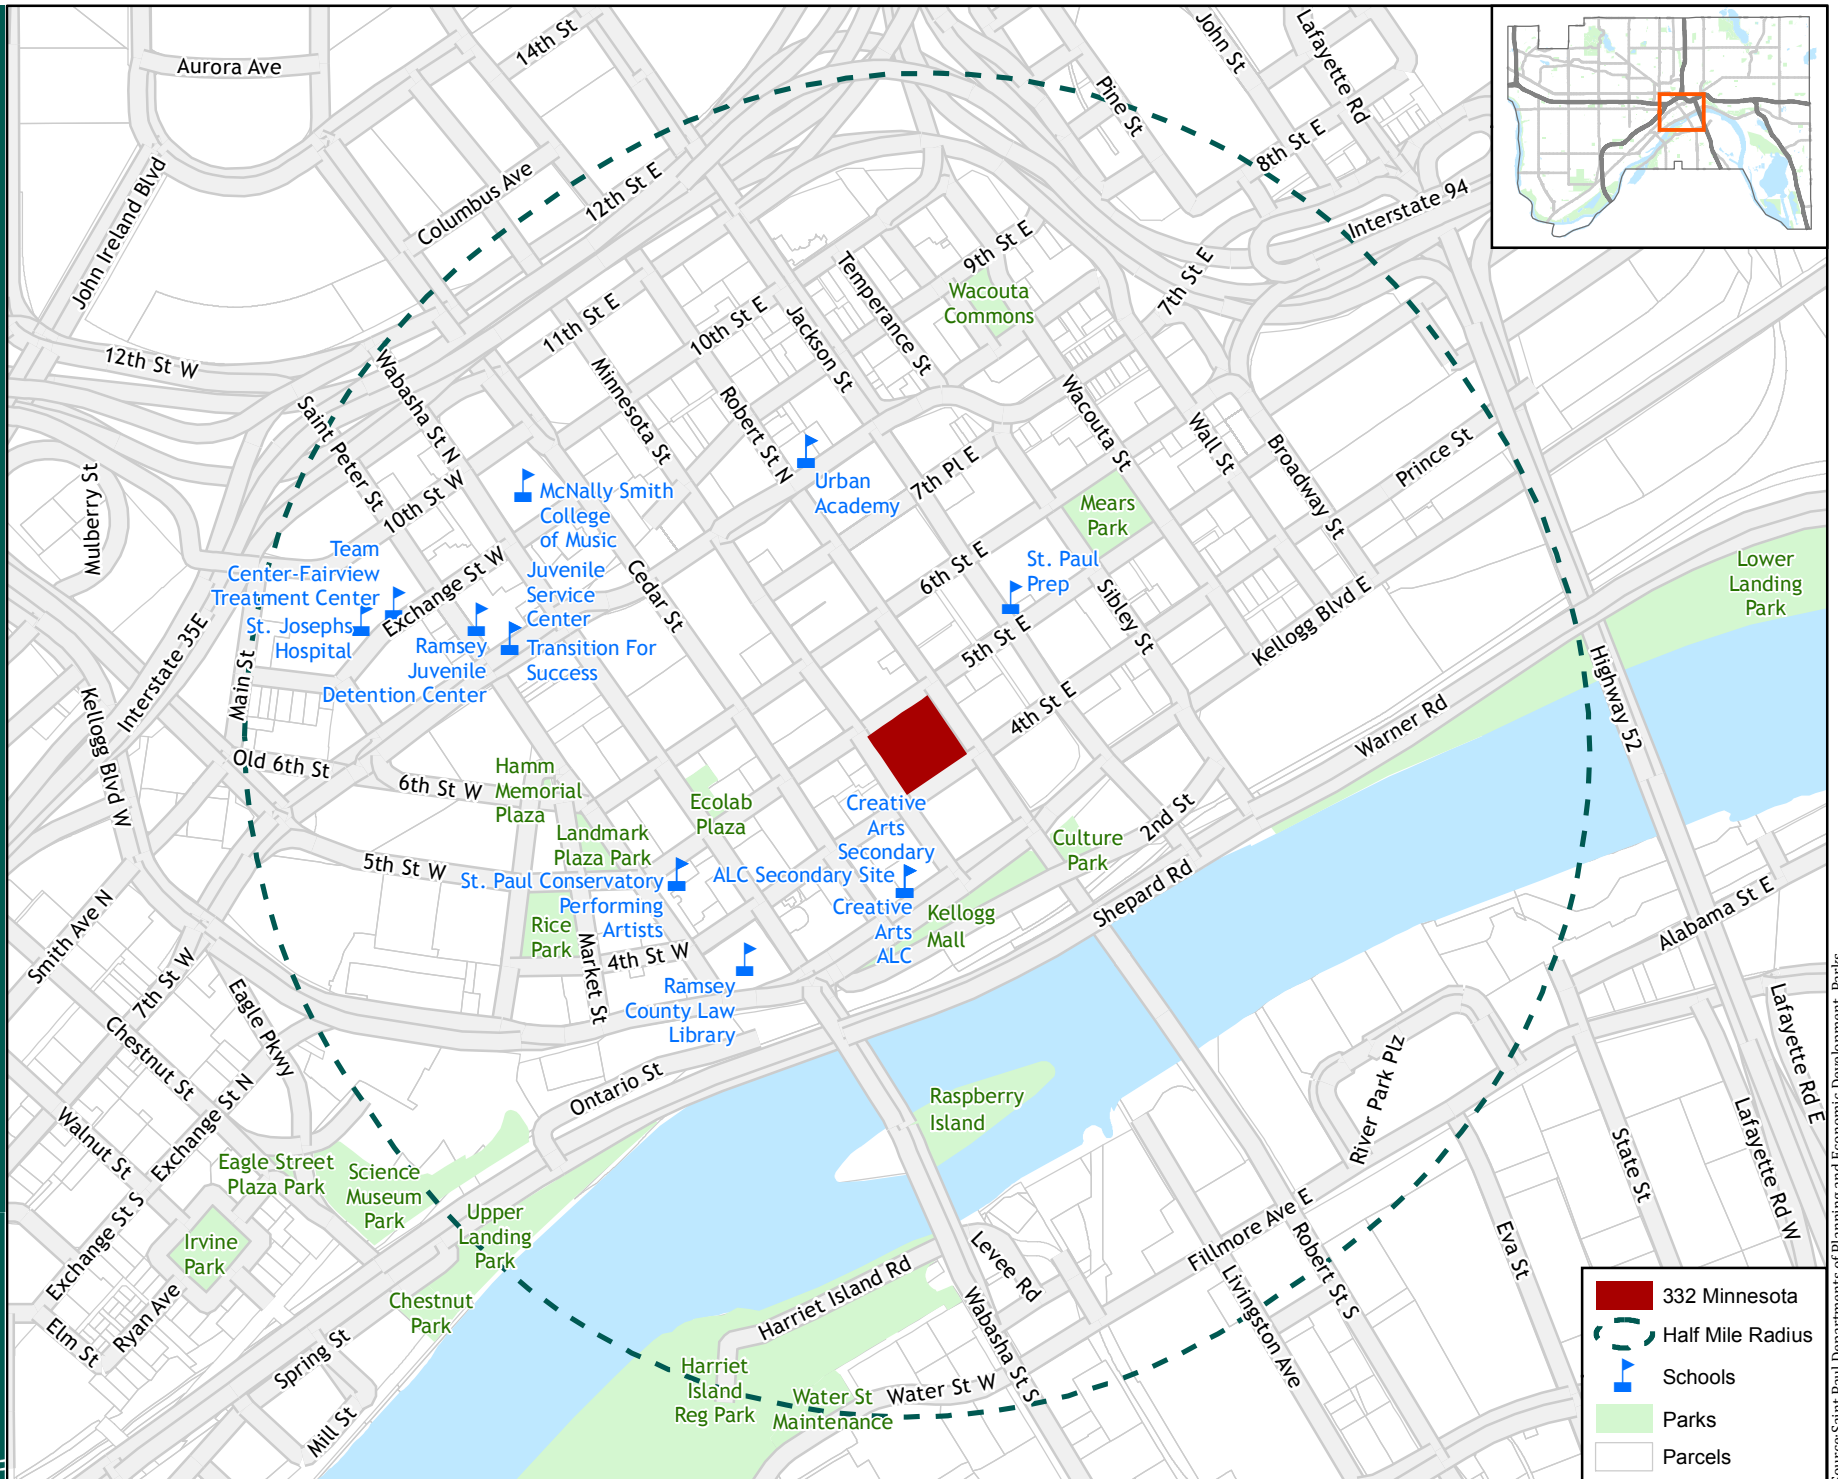 Aurora Ave
14th St
John St
Lafayette Rd
Pine St
8th St E
Interstate 94
John Ireland Blvd
Columbus Ave
12th St E
9th St E
Wacouta
Commons
7th St E
Temperance St
12th St W
11th St E
10th St E
Jackson St
Wabasha St N
Minnesota St
Robert St N
Saint Peter St
10th St W
Wacouta St
Wall St
Broadway St
Prince St
Mulberry St
McNally Smith
College
of Music
Urban
Academy
7th Pl E
Mears
Park
Team
Center-Fairview
Treatment Center
Exchange St W
Juvenile
Service
Center
Cedar St
6th St E
St. Paul
Prep
Sibley St
Kellogg Blvd E
Lower
Landing
Park
St. Josephs
Hospital
Ramsey
Juvenile
Detention Center
Transition For
Success
5th St E
4th St E
Interstate 35E
Main St
Highway 52
Warner Rd
Kellogg Blvd W
Old 6th St
6th St W
Hamm
Memorial
Plaza
Ecolab
Plaza
Landmark
Plaza Park
Creative
Arts
Secondary
ALC Secondary Site
Creative
Arts
ALC
Culture
Park
2nd St
5th St W
St. Paul Conservatory
Performing
Artists
Kellogg
Mall
Shepard Rd
Alabama St E
Rice
Park
Market St
4th St W
Smith Ave N
7th St W
Eagle Pkwy
Ramsey
County Law
Library
Chestnut St
Ontario St
Raspberry
Island
River Park Plz
Lafayette Rd E
Walnut St
Exchange St N
Eagle Street
Plaza Park
Science
Museum
Park
Upper
Landing
Park
State St
Lafayette Rd W
Exchange St S
Irvine
Park
Levee Rd
Fillmore Ave E
Robert St S
Eva St
Harriet Island Rd
Wabasha St S
Livingston Ave
Chestnut
Park
Elm St
Ryan Ave
Spring St
Mill St
Harriet
Island
Reg Park
Water St
Maintenance
Water St W
332 Minnesota
Half Mile Radius
Schools
Parks
Parcels